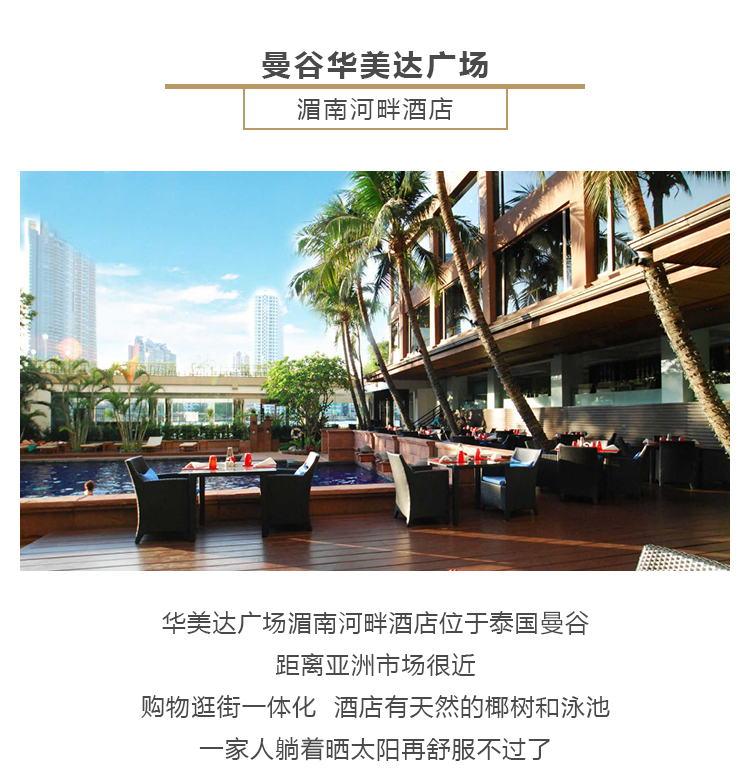 曼谷华美达广场
湄南河畔酒店
华美达广场湄南河畔酒店位于泰国曼谷
距离亚洲市场很近
购物逛街一体化 酒店有天然的椰树和泳池
一家人躺着晒太阳再舒服不过了